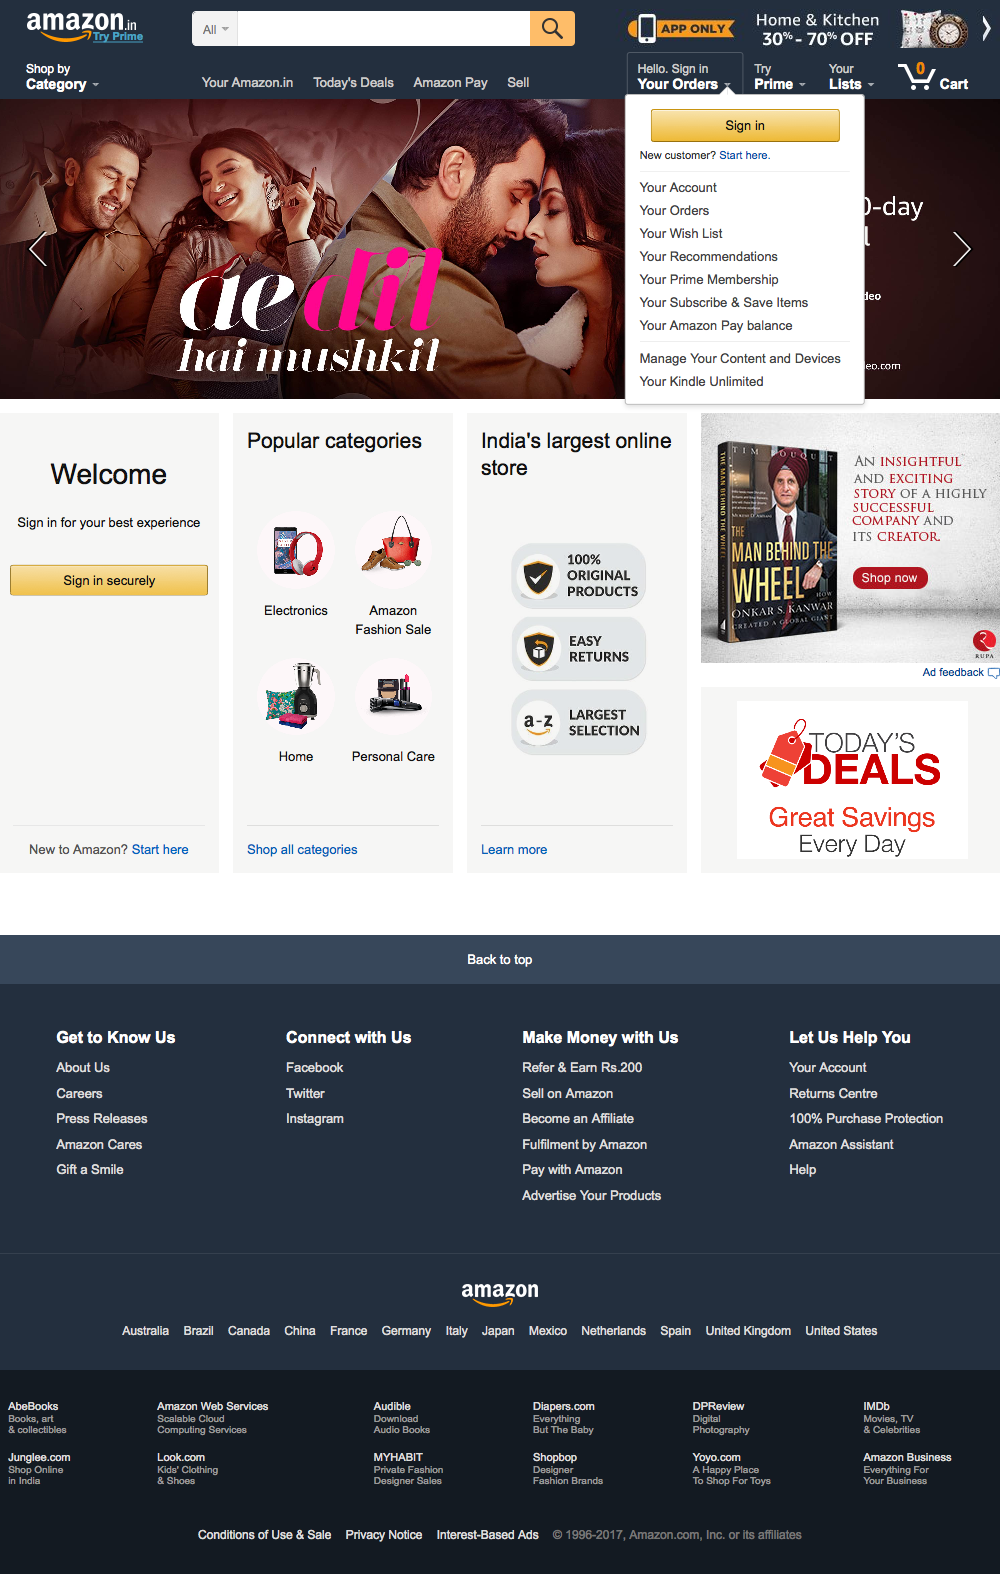 amazon.in
Try Prime
All
APP ONLY
Home & Kitchen
30% - 70% OFF
Shop by
Category
Your Amazon.in
Today's Deals
Amazon Pay
Sell
Hello. Sign in
Your Orders
Try
Prime
Your
Lists
0
Cart
Sign in
New customer? Start here.
Your Account
Your Orders
Your Wish List
Your Recommendations
Your Prime Membership
Your Subscribe & Save Items
Your Amazon Pay balance
Manage Your Content and Devices
Your Kindle Unlimited
0-day
l
deo
eo.com
ae dil
hai mushkil
Welcome
Sign in for your best experience
Sign in securely
New to Amazon? Start here
Popular categories
Electronics
Amazon
Fashion Sale
Home
Personal Care
Shop all categories
India's largest online
store
100%
ORIGINAL
PRODUCTS
EASY
RETURNS
a-z
LARGEST
SELECTION
Learn more
THE MAN BEHIND THE WHEEL
TIM BOUQUET
THE
MAN BEHIND THE
WHEEL
HOW
ONKAR S. KANWAR
CREATED A GLOBAL GIANT
AN INSIGHTFUL
AND EXCITING
STORY OF A HIGHLY
SUCCESSFUL
COMPANY AND
ITS CREATOR.
Shop now
RUPA
Ad feedback
TODAY'S
DEALS
Great Savings
Every Day
Back to top
Get to Know Us
About Us
Careers
Press Releases
Amazon Cares
Gift a Smile
Connect with Us
Facebook
Twitter
Instagram
Make Money with Us
Refer & Earn Rs.200
Sell on Amazon
Become an Affiliate
Fulfilment by Amazon
Pay with Amazon
Advertise Your Products
Let Us Help You
Your Account
Returns Centre
100% Purchase Protection
Amazon Assistant
Help
amazon
Australia Brazil Canada China France Germany Italy Japan Mexico Netherlands Spain United Kingdom United States
AbeBooks
Books, art
& collectibles
Amazon Web Services
Scalable Cloud
Computing Services
Audible
Download
Audio Books
Diapers.com
Everything
But The Baby
DPReview
Digital
Photography
IMDb
Movies, TV
& Celebrities
Junglee.com
Shop Online
in India
Look.com
Kids' Clothing
& Shoes
MYHABIT
Private Fashion
Designer Sales
Shopbop
Designer
Fashion Brands
Yoyo.com
A Happy Place
To Shop For Toys
Amazon Business
Everything For
Your Business
Conditions of Use & Sale Privacy Notice Interest-Based Ads © 1996-2017, Amazon.com, Inc. or its affiliates